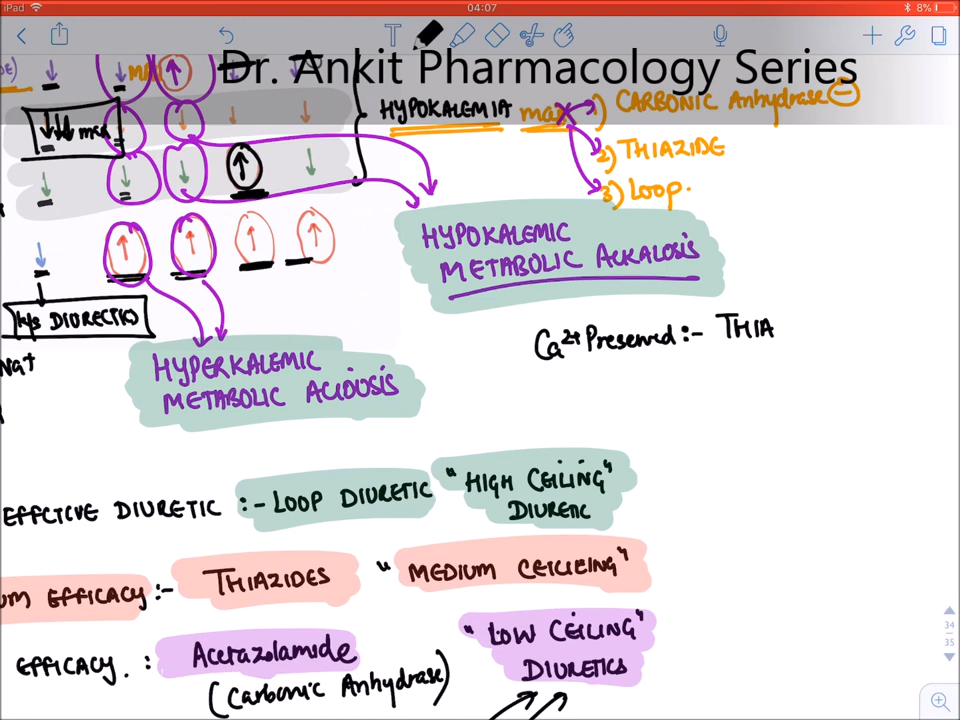 iPad
04:07
8%
Dr. Ankit Pharmacology Series
HYPOKALEMIA max 1) CARBONIC Anhydrase
2) THIAZIDE
3) Loop.
HYPOKALEMIC
METABOLIC ALKALOSIS
Ca2+ Preserved :- THIA
DIURECTICS
Na+
HYPERKALEMIC
METABOLIC ACIDOSIS
EFFECTIVE DIURETIC :- LOOP DIURETIC "HIGH CEILING"
DIURETIC
UM EFFICACY :- THIAZIDES "MEDIUM CEILIEING"
EFFICACY. : Acetazolamide "LOW CEILING"
(Carbonic Anhydrase) DIURETICS
34
35